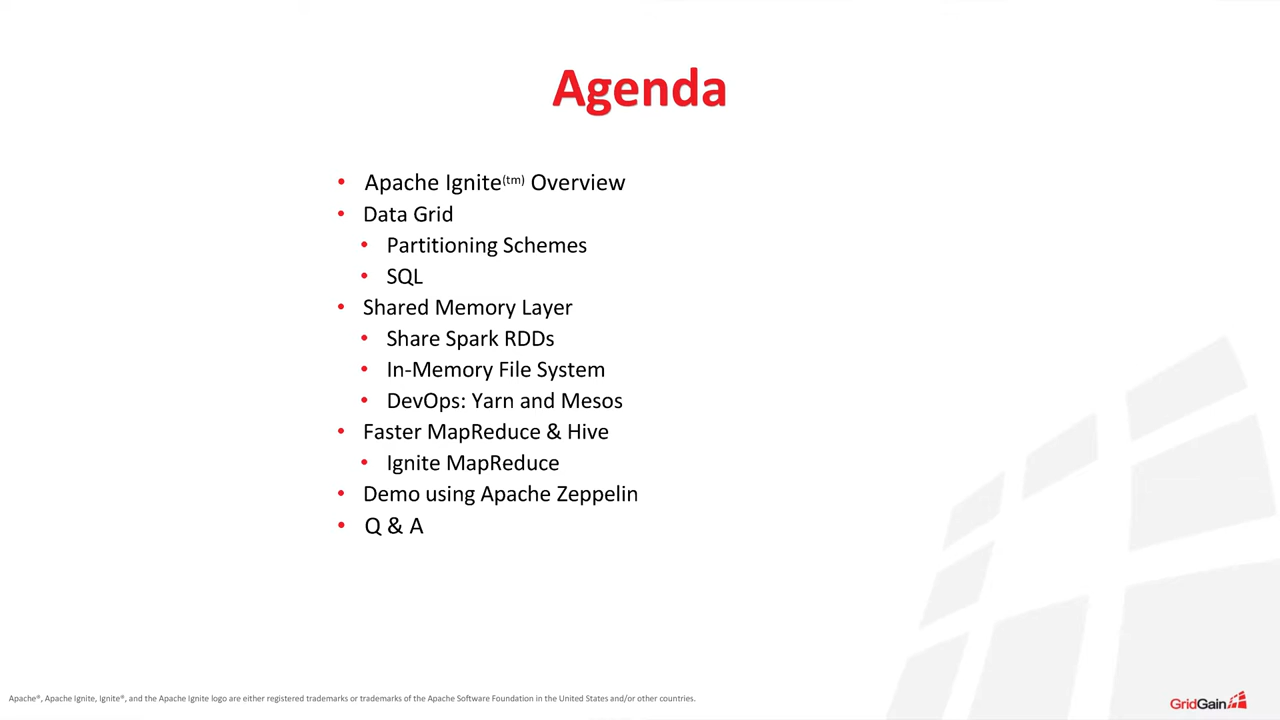 Agenda
• Apache Ignite(tm) Overview
• Data Grid
• Partitioning Schemes
• SQL
• Shared Memory Layer
• Share Spark RDDs
• In-Memory File System
• DevOps: Yarn and Mesos
• Faster MapReduce & Hive
• Ignite MapReduce
• Demo using Apache Zeppelin
• Q & A
Apache®, Apache Ignite, Ignite®, and the Apache Ignite logo are either registered trademarks or trademarks of the Apache Software Foundation in the United States and/or other countries.
GridGain